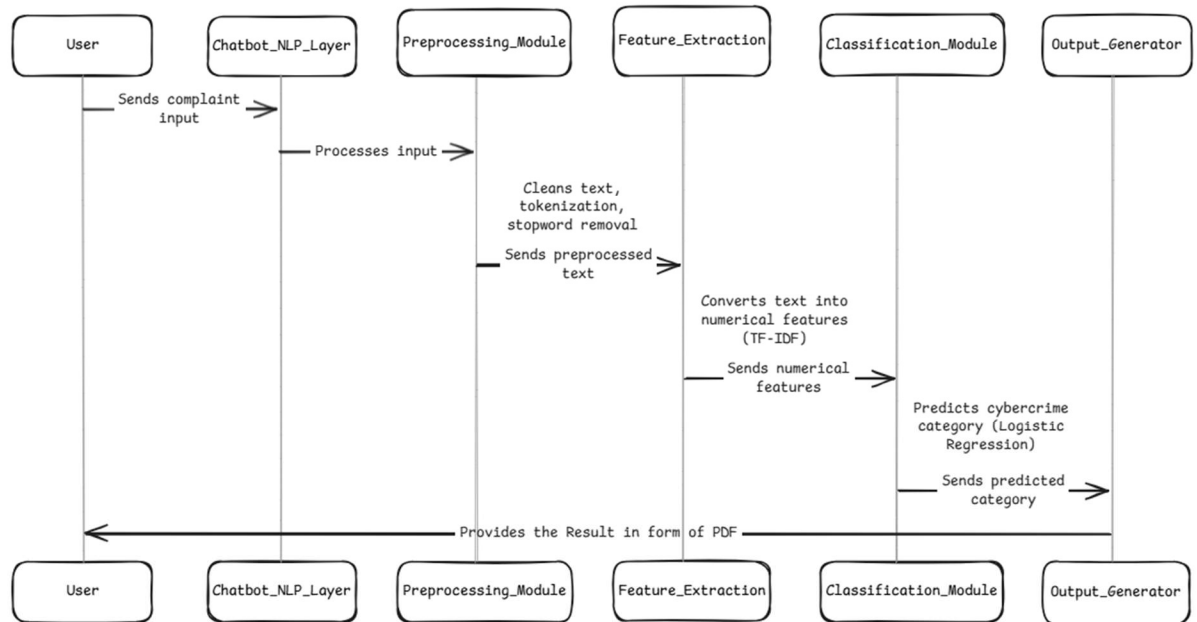 User
Chatbot_NLP_Layer
Preprocessing_Module
Feature_Extraction
Classification_Module
Output_Generator
Sends complaint
input
Processes input
Cleans text,
tokenization,
stopword removal
Sends preprocessed
text
Converts text into
numerical features
(TF-IDF)
Sends numerical
features
Predicts cybercrime
category (Logistic
Regression)
Sends predicted
category
Provides the Result in form of PDF
User
Chatbot_NLP_Layer
Preprocessing_Module
Feature_Extraction
Classification_Module
Output_Generator